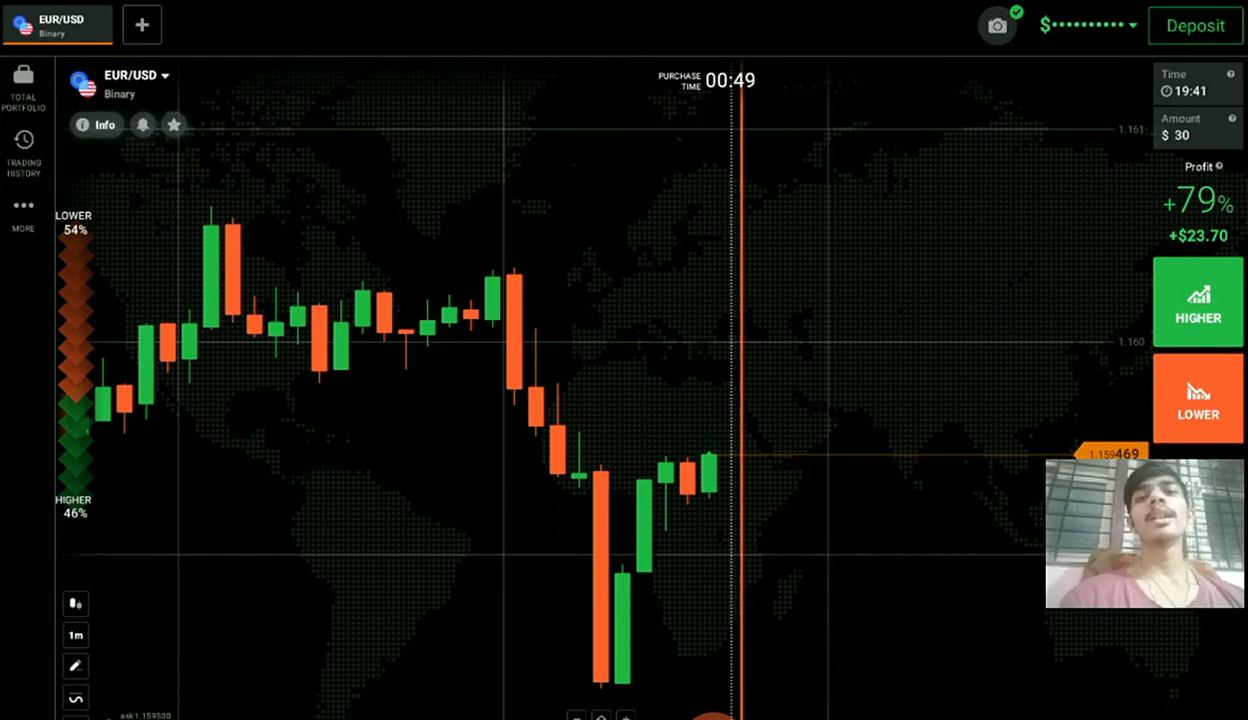 EUR/USD
Binary
+
$•••••••••••
Deposit
TOTAL
PORTFOLIO
TRADING
HISTORY
MORE
EUR/USD
Binary
Info
PURCHASE
TIME
00:49
Time
19:41
Amount
$ 30
Profit
+79%
+$23.70
HIGHER
LOWER
LOWER
54%
HIGHER
46%
1.161
1.160
1.159469
1m
ask1.159500